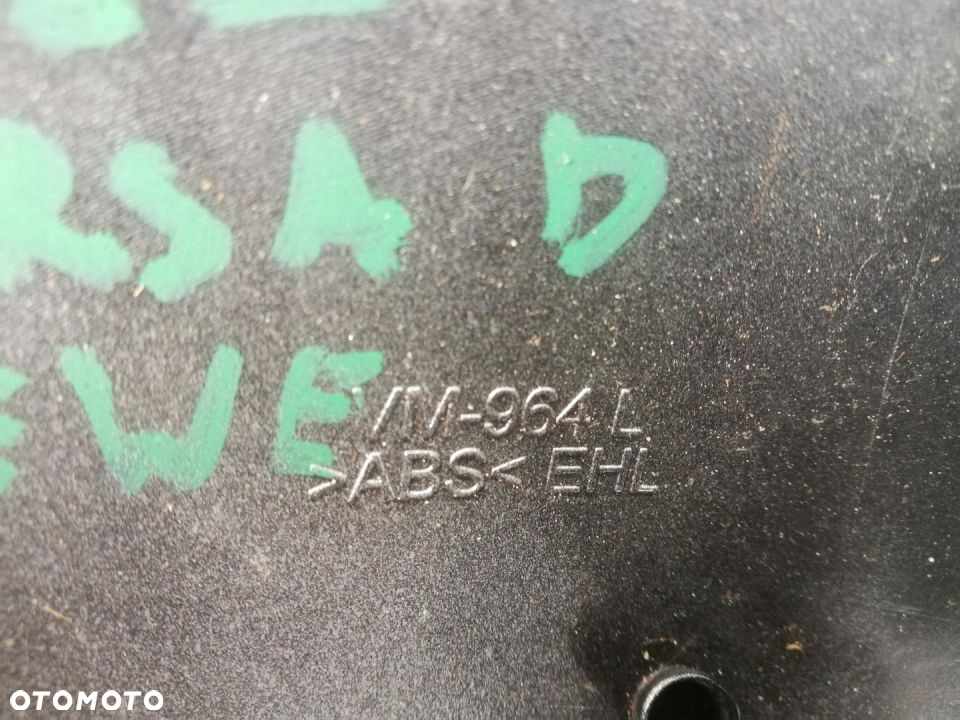 RSA D
EWE
VM-964 L
>ABS< EHL
OTOMOTO